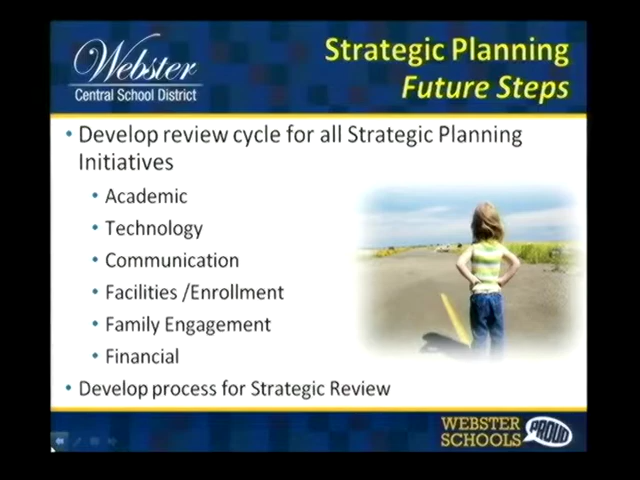 Webster
Central School District
Strategic Planning
Future Steps
• Develop review cycle for all Strategic Planning
Initiatives
• Academic
• Technology
• Communication
• Facilities /Enrollment
• Family Engagement
• Financial
• Develop process for Strategic Review
WEBSTER
SCHOOLS
PROUD